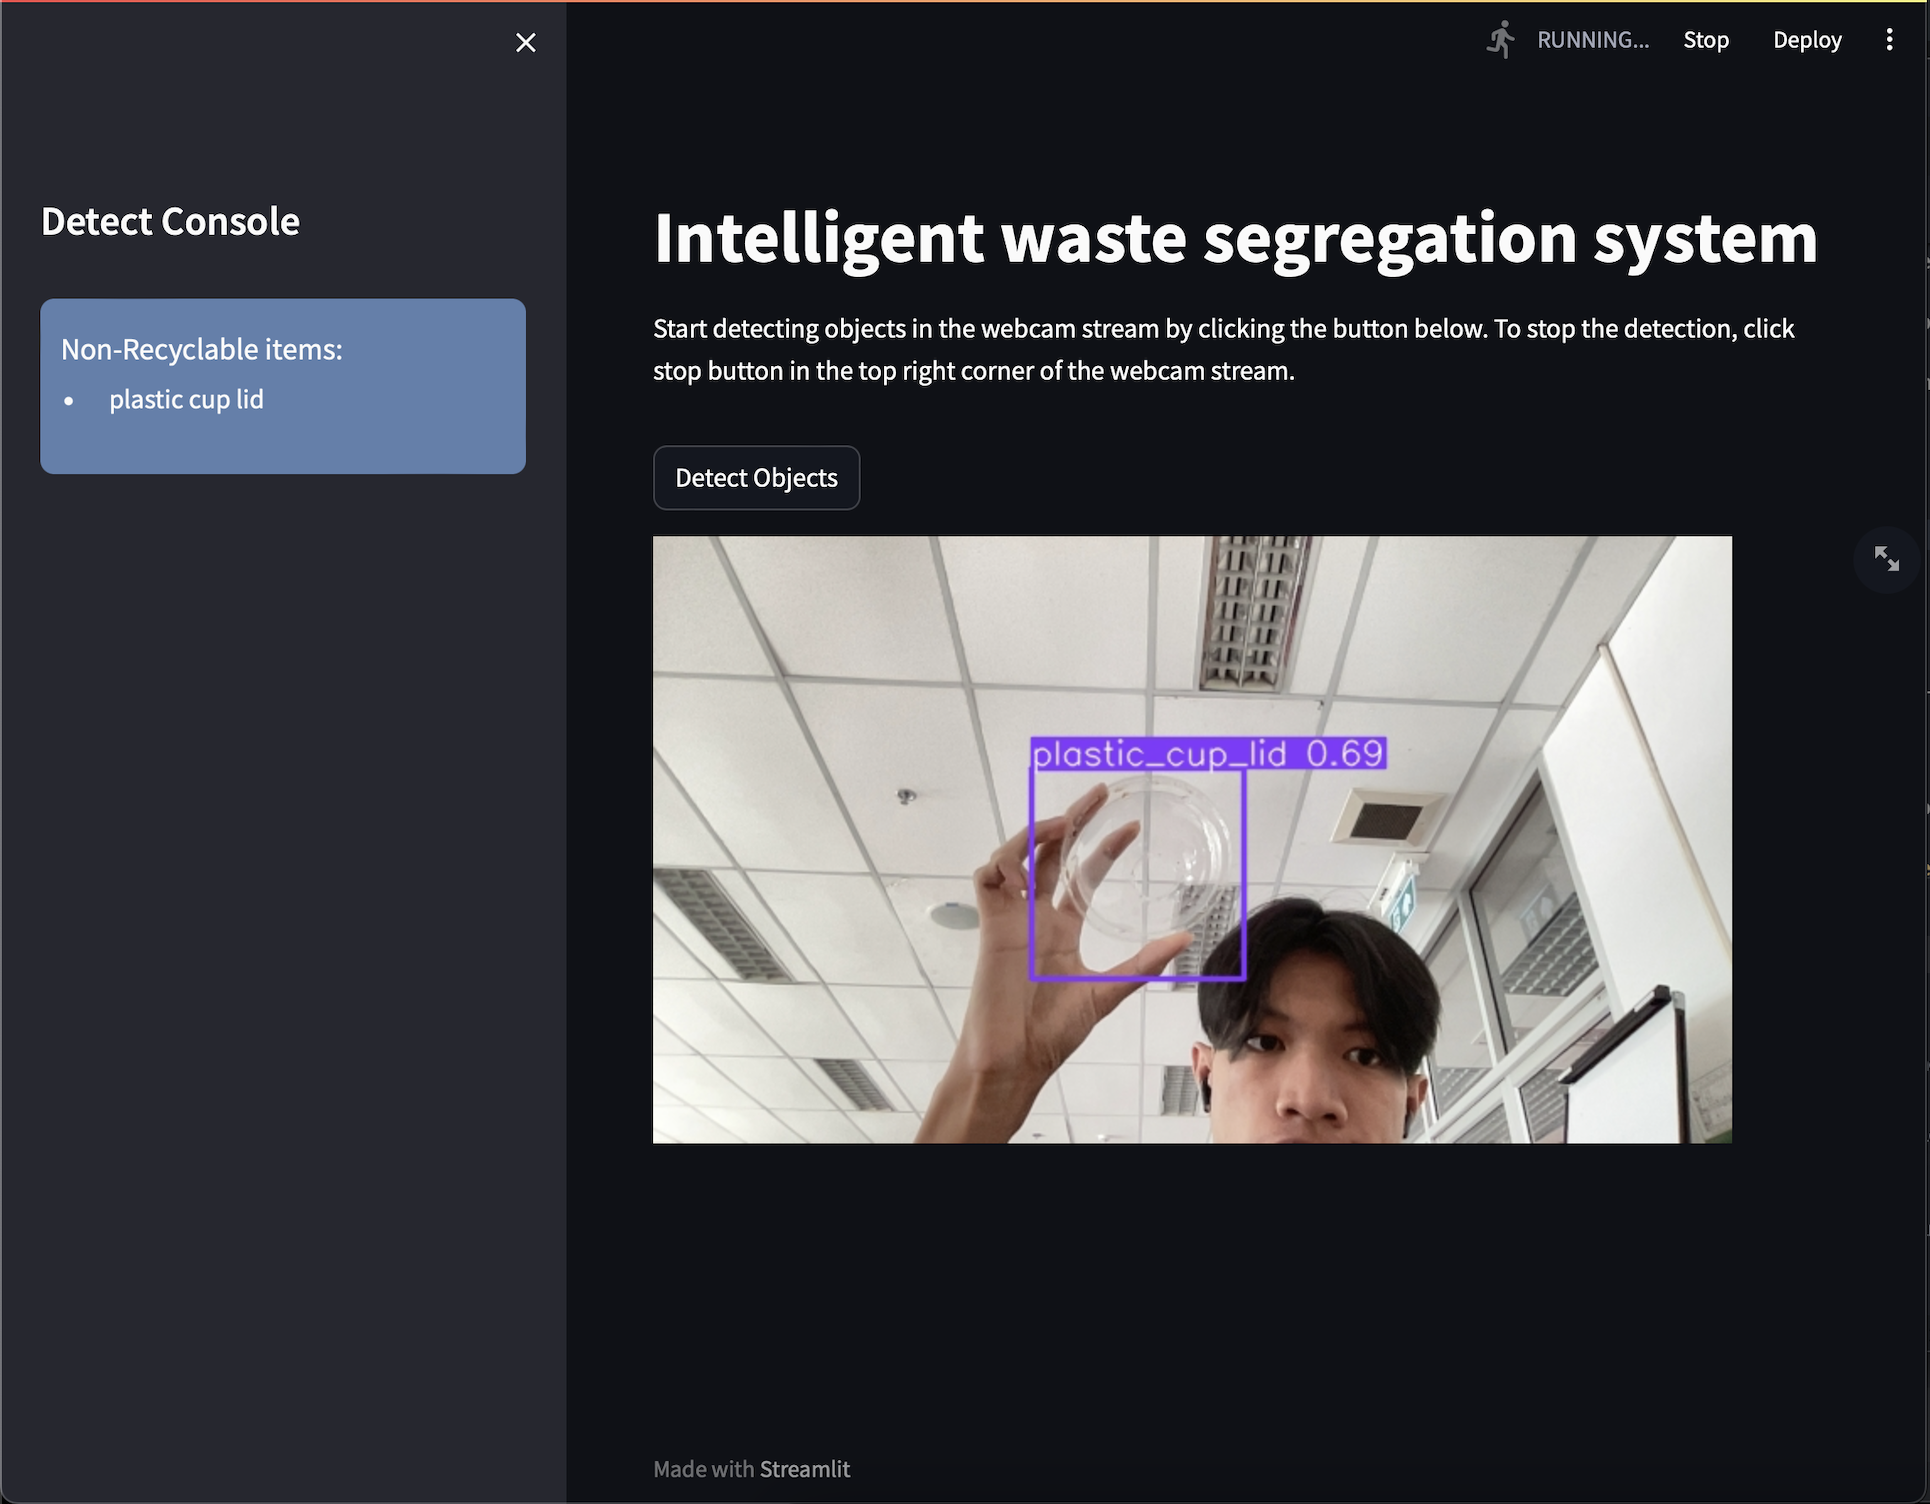 RUNNING...
Stop
Deploy
Detect Console
Non-Recyclable items:
• plastic cup lid
Intelligent waste segregation system
Start detecting objects in the webcam stream by clicking the button below. To stop the detection, click
stop button in the top right corner of the webcam stream.
Detect Objects
plastic_cup_lid 0.69
Made with Streamlit